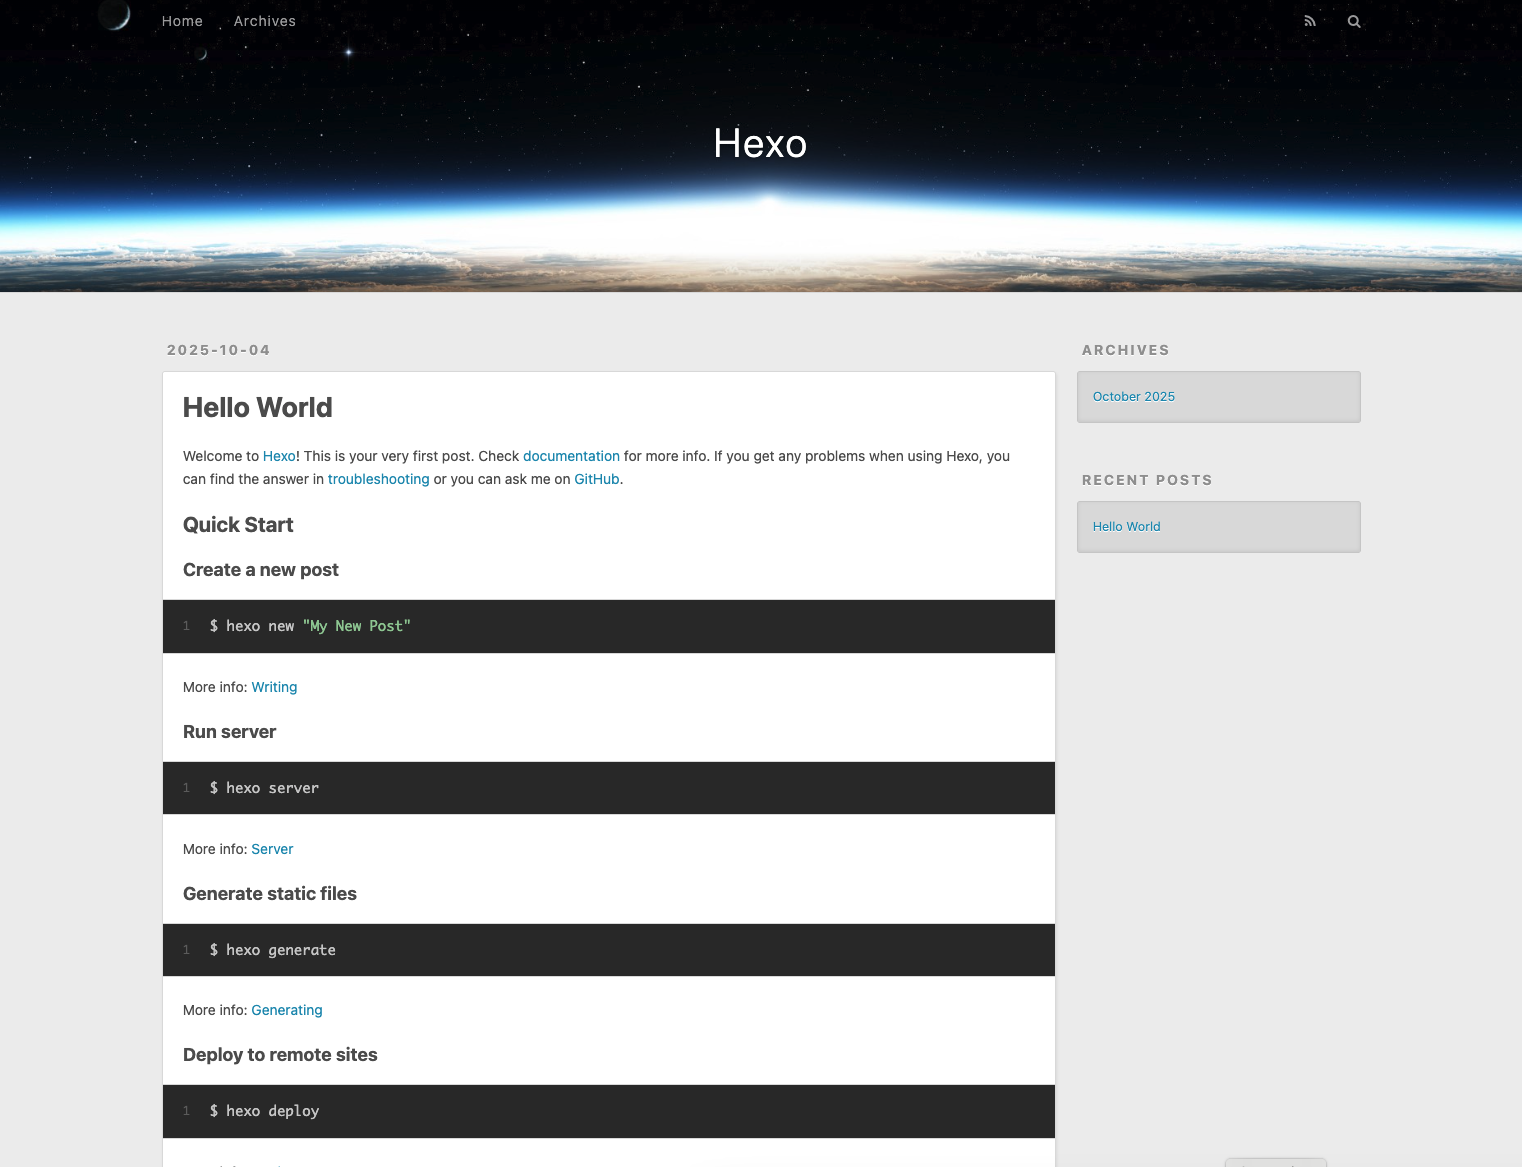 Home Archives
Hexo
2025-10-04
Hello World
Welcome to Hexo! This is your very first post. Check documentation for more info. If you get any problems when using Hexo, you
can find the answer in troubleshooting or you can ask me on GitHub.
Quick Start
Create a new post
1 $ hexo new "My New Post"
More info: Writing
Run server
1 $ hexo server
More info: Server
Generate static files
1 $ hexo generate
More info: Generating
Deploy to remote sites
1 $ hexo deploy
ARCHIVES
October 2025
RECENT POSTS
Hello World